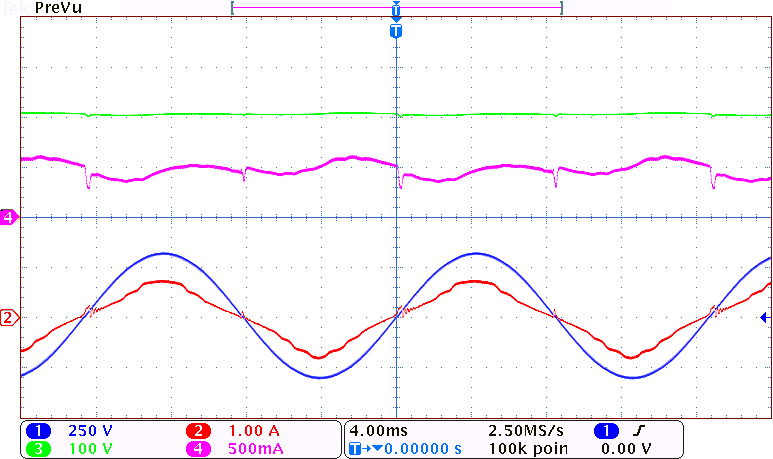 Tek PreVu
T
T
4
2
1 250 V 2 1.00 A 4.00ms 2.50MS/s 1 0.00 V
3 100 V 4 500mA T→▼0.00000 s 100k poin